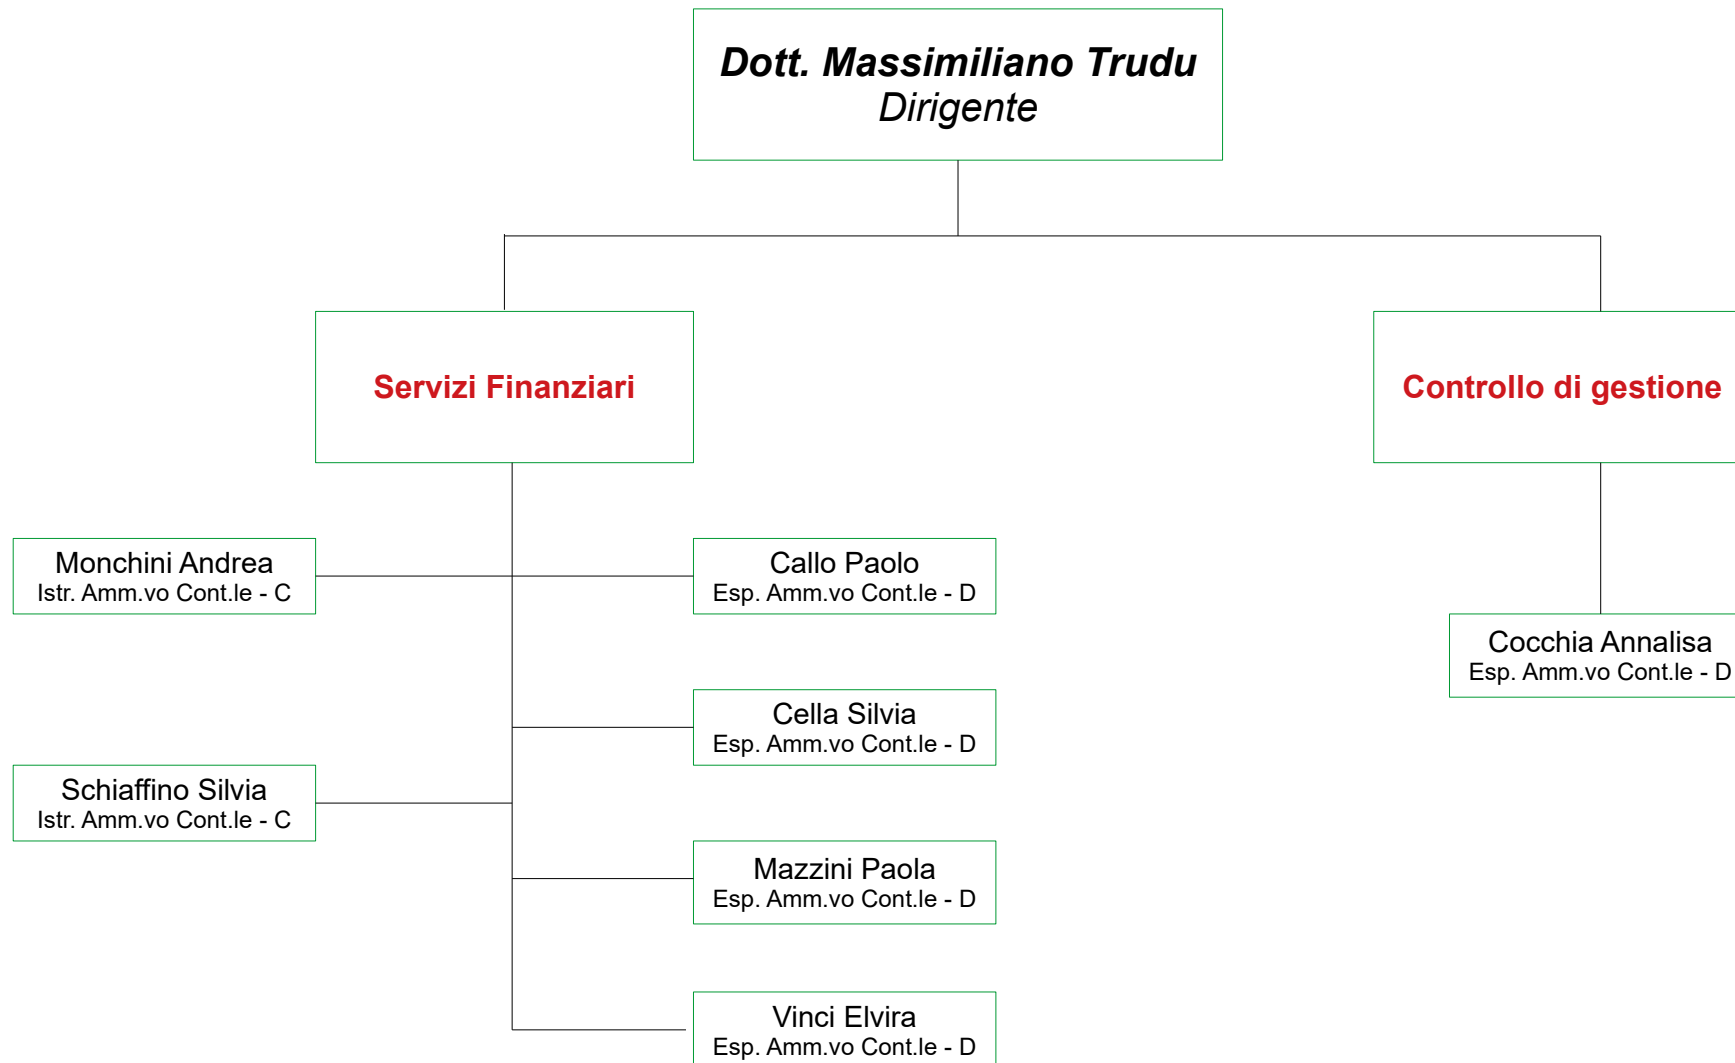 Dott. Massimiliano Trudu
Dirigente
Servizi Finanziari
Controllo di gestione
Monchini Andrea
Istr. Amm.vo Cont.le - C
Callo Paolo
Esp. Amm.vo Cont.le - D
Cocchia Annalisa
Esp. Amm.vo Cont.le - D
Cella Silvia
Esp. Amm.vo Cont.le - D
Schiaffino Silvia
Istr. Amm.vo Cont.le - C
Mazzini Paola
Esp. Amm.vo Cont.le - D
Vinci Elvira
Esp. Amm.vo Cont.le - D